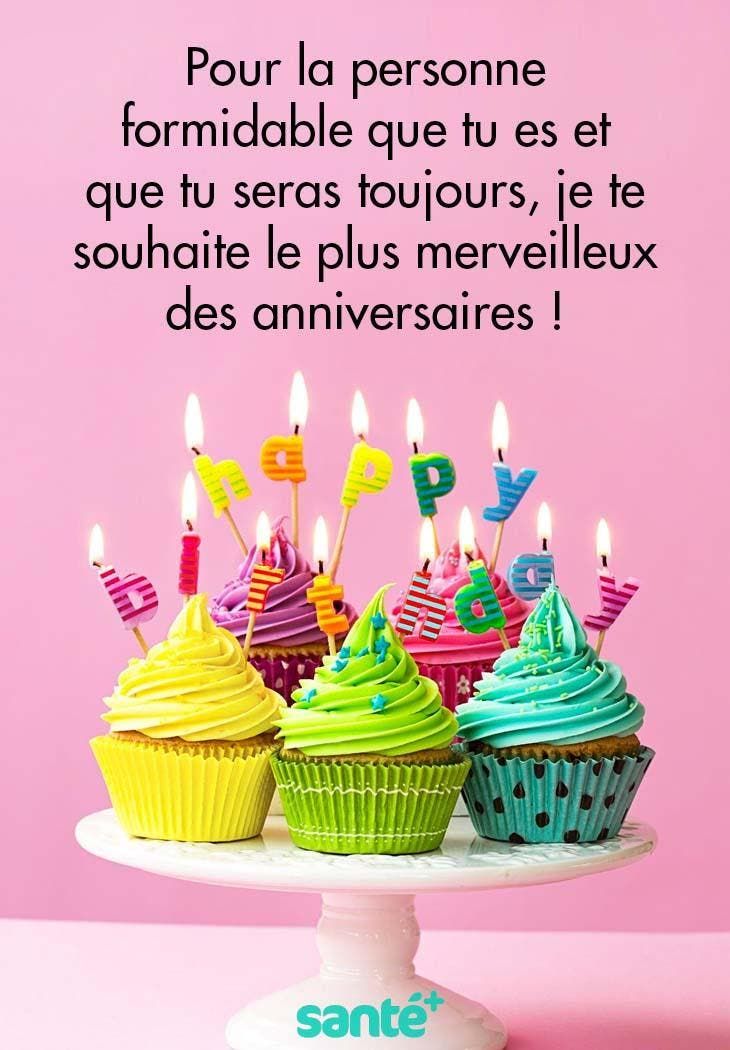 Pour la personne
formidable que tu es et
que tu seras toujours, je te
souhaite le plus merveilleux
des anniversaires !
happy
birthday
santé+